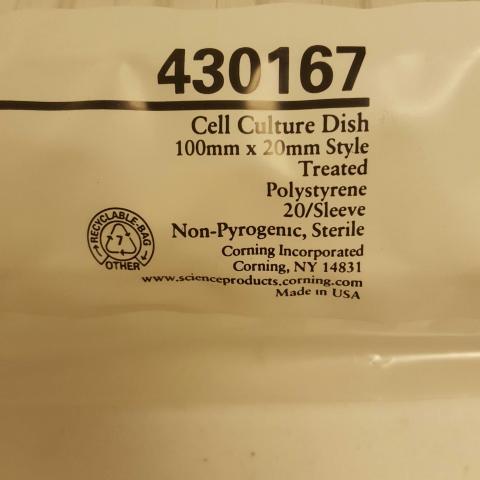 430167
Cell Culture Dish
100mm x 20mm Style
Treated
Polystyrene
20/Sleeve
Non-Pyrogenic, Sterile
Corning Incorporated
Corning, NY 14831
www.scienceproducts.corning.com
Made in USA
RECYCLABLE-BAG
7
OTHER